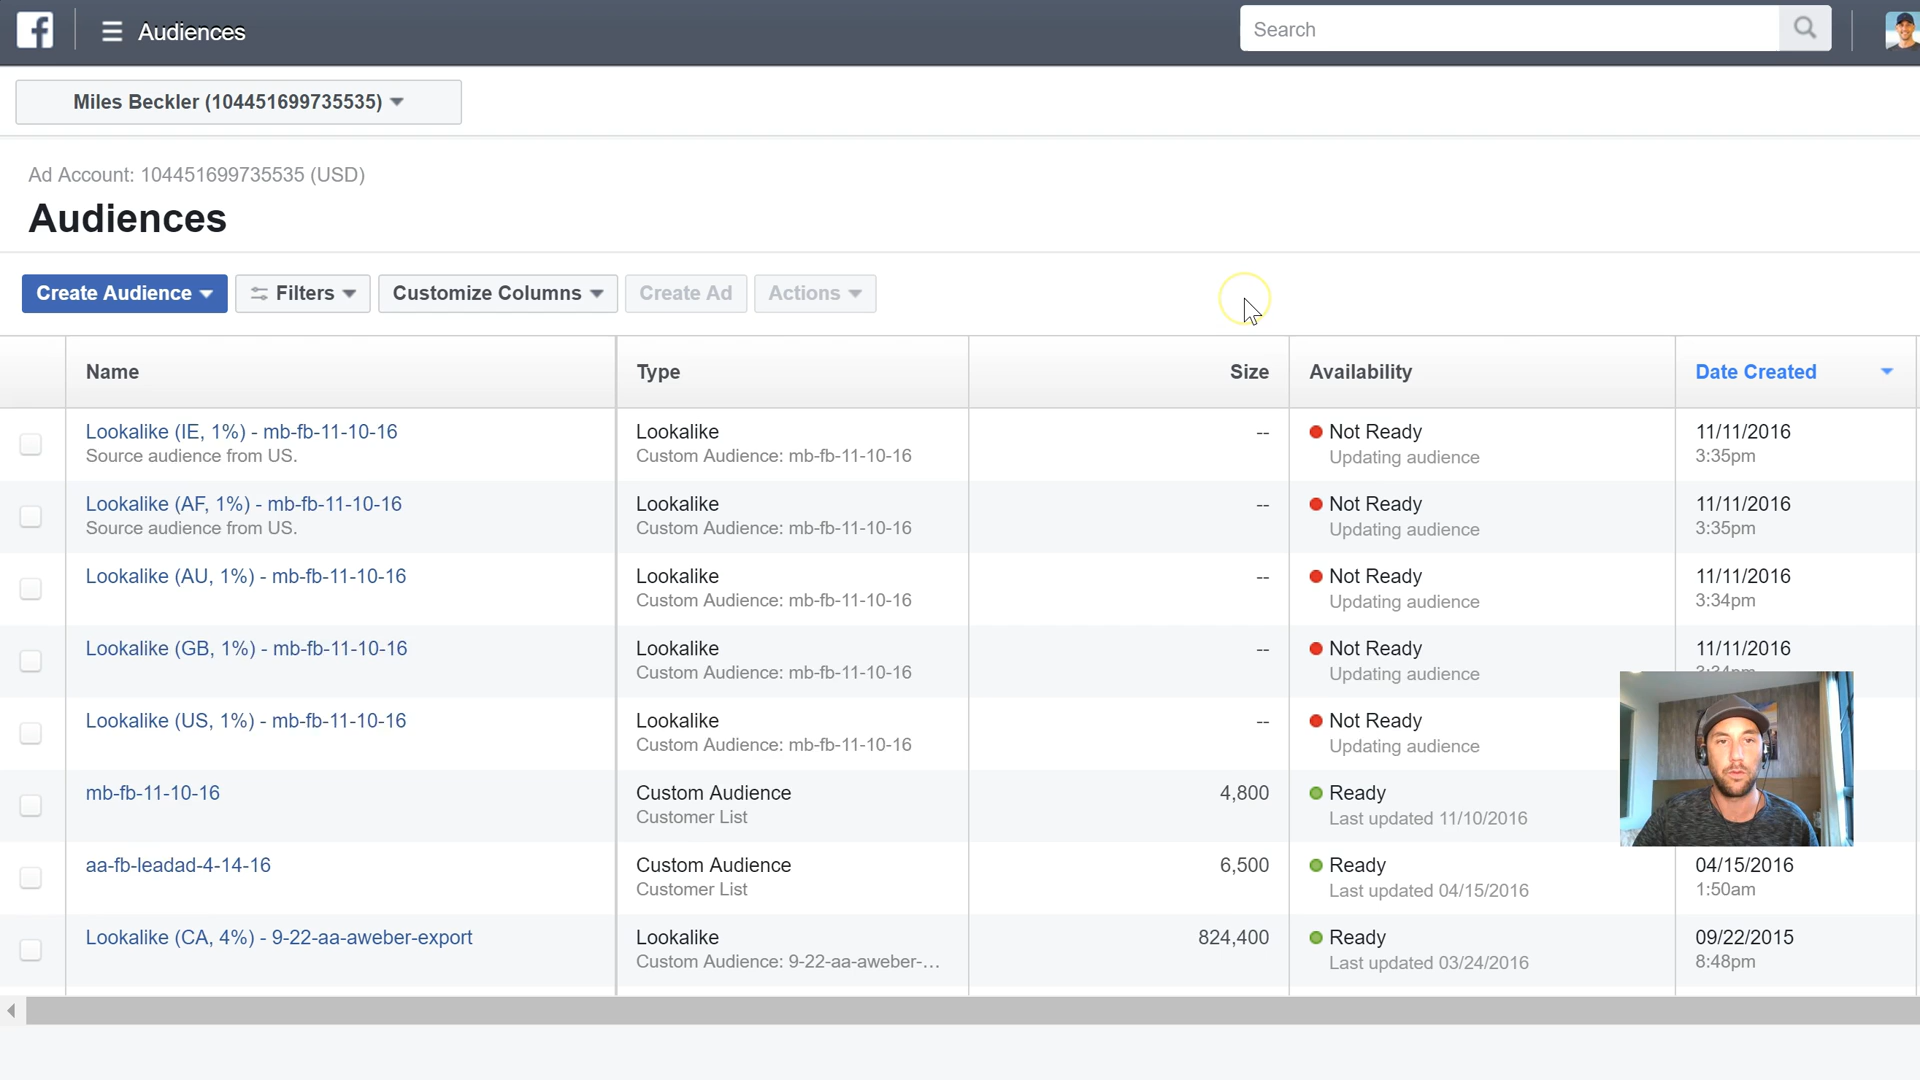 Audiences
Search
Miles Beckler (104451699735535)
Ad Account: 104451699735535 (USD)
Audiences
Create Audience
Filters
Customize Columns
Create Ad
Actions
Name
Type
Size
Availability
Date Created
Lookalike (IE, 1%) - mb-fb-11-10-16
Source audience from US.
Lookalike
Custom Audience: mb-fb-11-10-16
--
Not Ready
Updating audience
11/11/2016
3:35pm
Lookalike (AF, 1%) - mb-fb-11-10-16
Source audience from US.
Lookalike
Custom Audience: mb-fb-11-10-16
--
Not Ready
Updating audience
11/11/2016
3:35pm
Lookalike (AU, 1%) - mb-fb-11-10-16
Lookalike
Custom Audience: mb-fb-11-10-16
--
Not Ready
Updating audience
11/11/2016
3:34pm
Lookalike (GB, 1%) - mb-fb-11-10-16
Lookalike
Custom Audience: mb-fb-11-10-16
--
Not Ready
Updating audience
11/11/2016
Lookalike (US, 1%) - mb-fb-11-10-16
Lookalike
Custom Audience: mb-fb-11-10-16
--
Not Ready
Updating audience
mb-fb-11-10-16
Custom Audience
Customer List
4,800
Ready
Last updated 11/10/2016
aa-fb-leadad-4-14-16
Custom Audience
Customer List
6,500
Ready
Last updated 04/15/2016
04/15/2016
1:50am
Lookalike (CA, 4%) - 9-22-aa-aweber-export
Lookalike
Custom Audience: 9-22-aa-aweber-...
824,400
Ready
Last updated 03/24/2016
09/22/2015
8:48pm